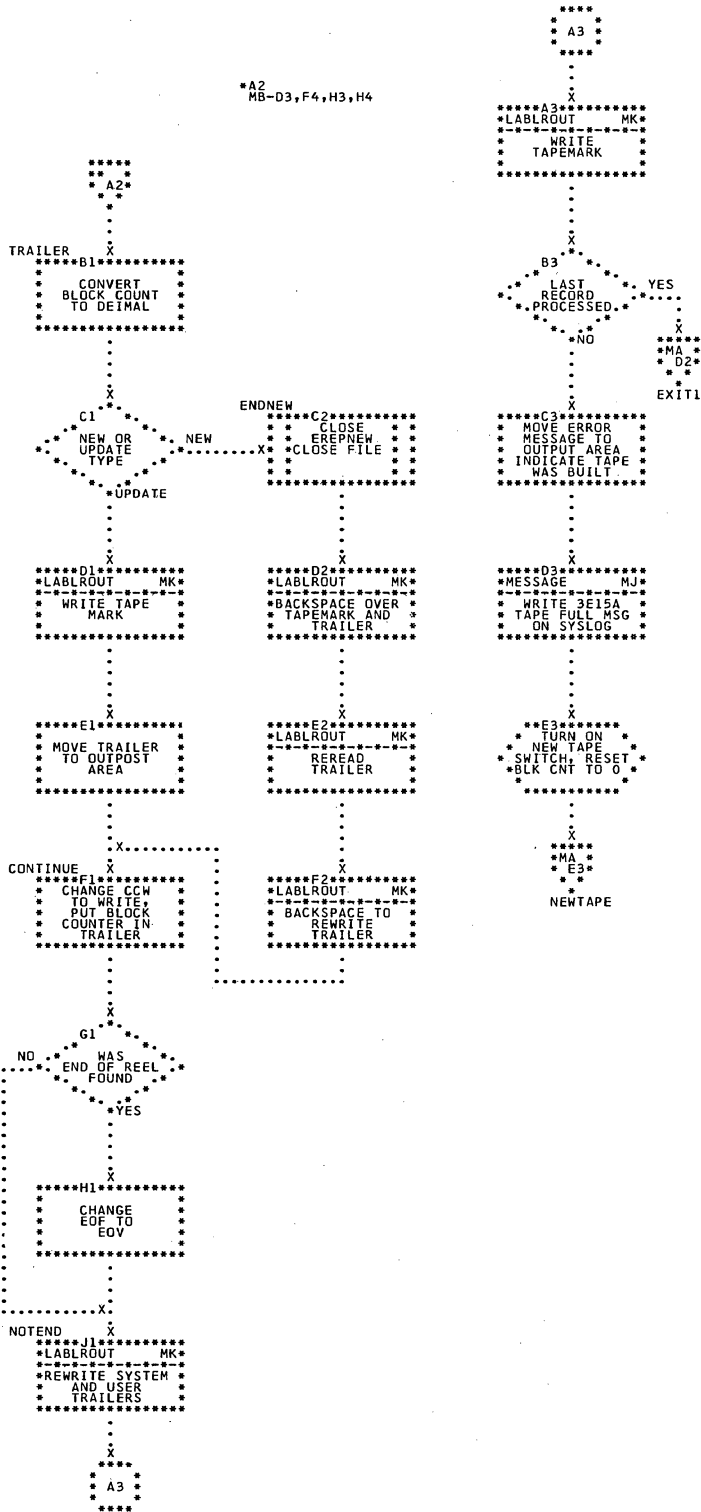 *A2
MB-D3,F4,H3,H4
A2*
TRAILER
B1
CONVERT
BLOCK COUNT
TO DEIMAL
C1
NEW OR
UPDATE
TYPE
NEW
UPDATE
ENDNEW
C2
CLOSE
EREPNEW
CLOSE FILE
D1
LABLROUT MK
WRITE TAPE
MARK
D2
LABLROUT MK
BACKSPACE OVER
TAPEMARK AND
TRAILER
E1
MOVE TRAILER
TO OUTPOST
AREA
E2
LABLROUT MK
REREAD
TRAILER
CONTINUE
F1
CHANGE CCW
TO WRITE,
PUT BLOCK
COUNTER IN
TRAILER
F2
LABLROUT MK
BACKSPACE TO
REWRITE
TRAILER
G1
WAS
END OF REEL
FOUND
NO
YES
H1
CHANGE
EOF TO
EOV
NOTEND
J1
LABLROUT MK
REWRITE SYSTEM
AND USER
TRAILERS
A3
A3
A3
LABLROUT MK
WRITE
TAPEMARK
B3
LAST
RECORD
PROCESSED
YES
NO
MA
D2
EXIT1
C3
MOVE ERROR
MESSAGE TO
OUTPUT AREA
INDICATE TAPE
WAS BUILT
D3
MESSAGE MJ
WRITE 3E15A
TAPE FULL MSG
ON SYSLOG
E3
TURN ON
NEW TAPE
SWITCH, RESET
BLK CNT TO 0
MA
E3
NEWTAPE